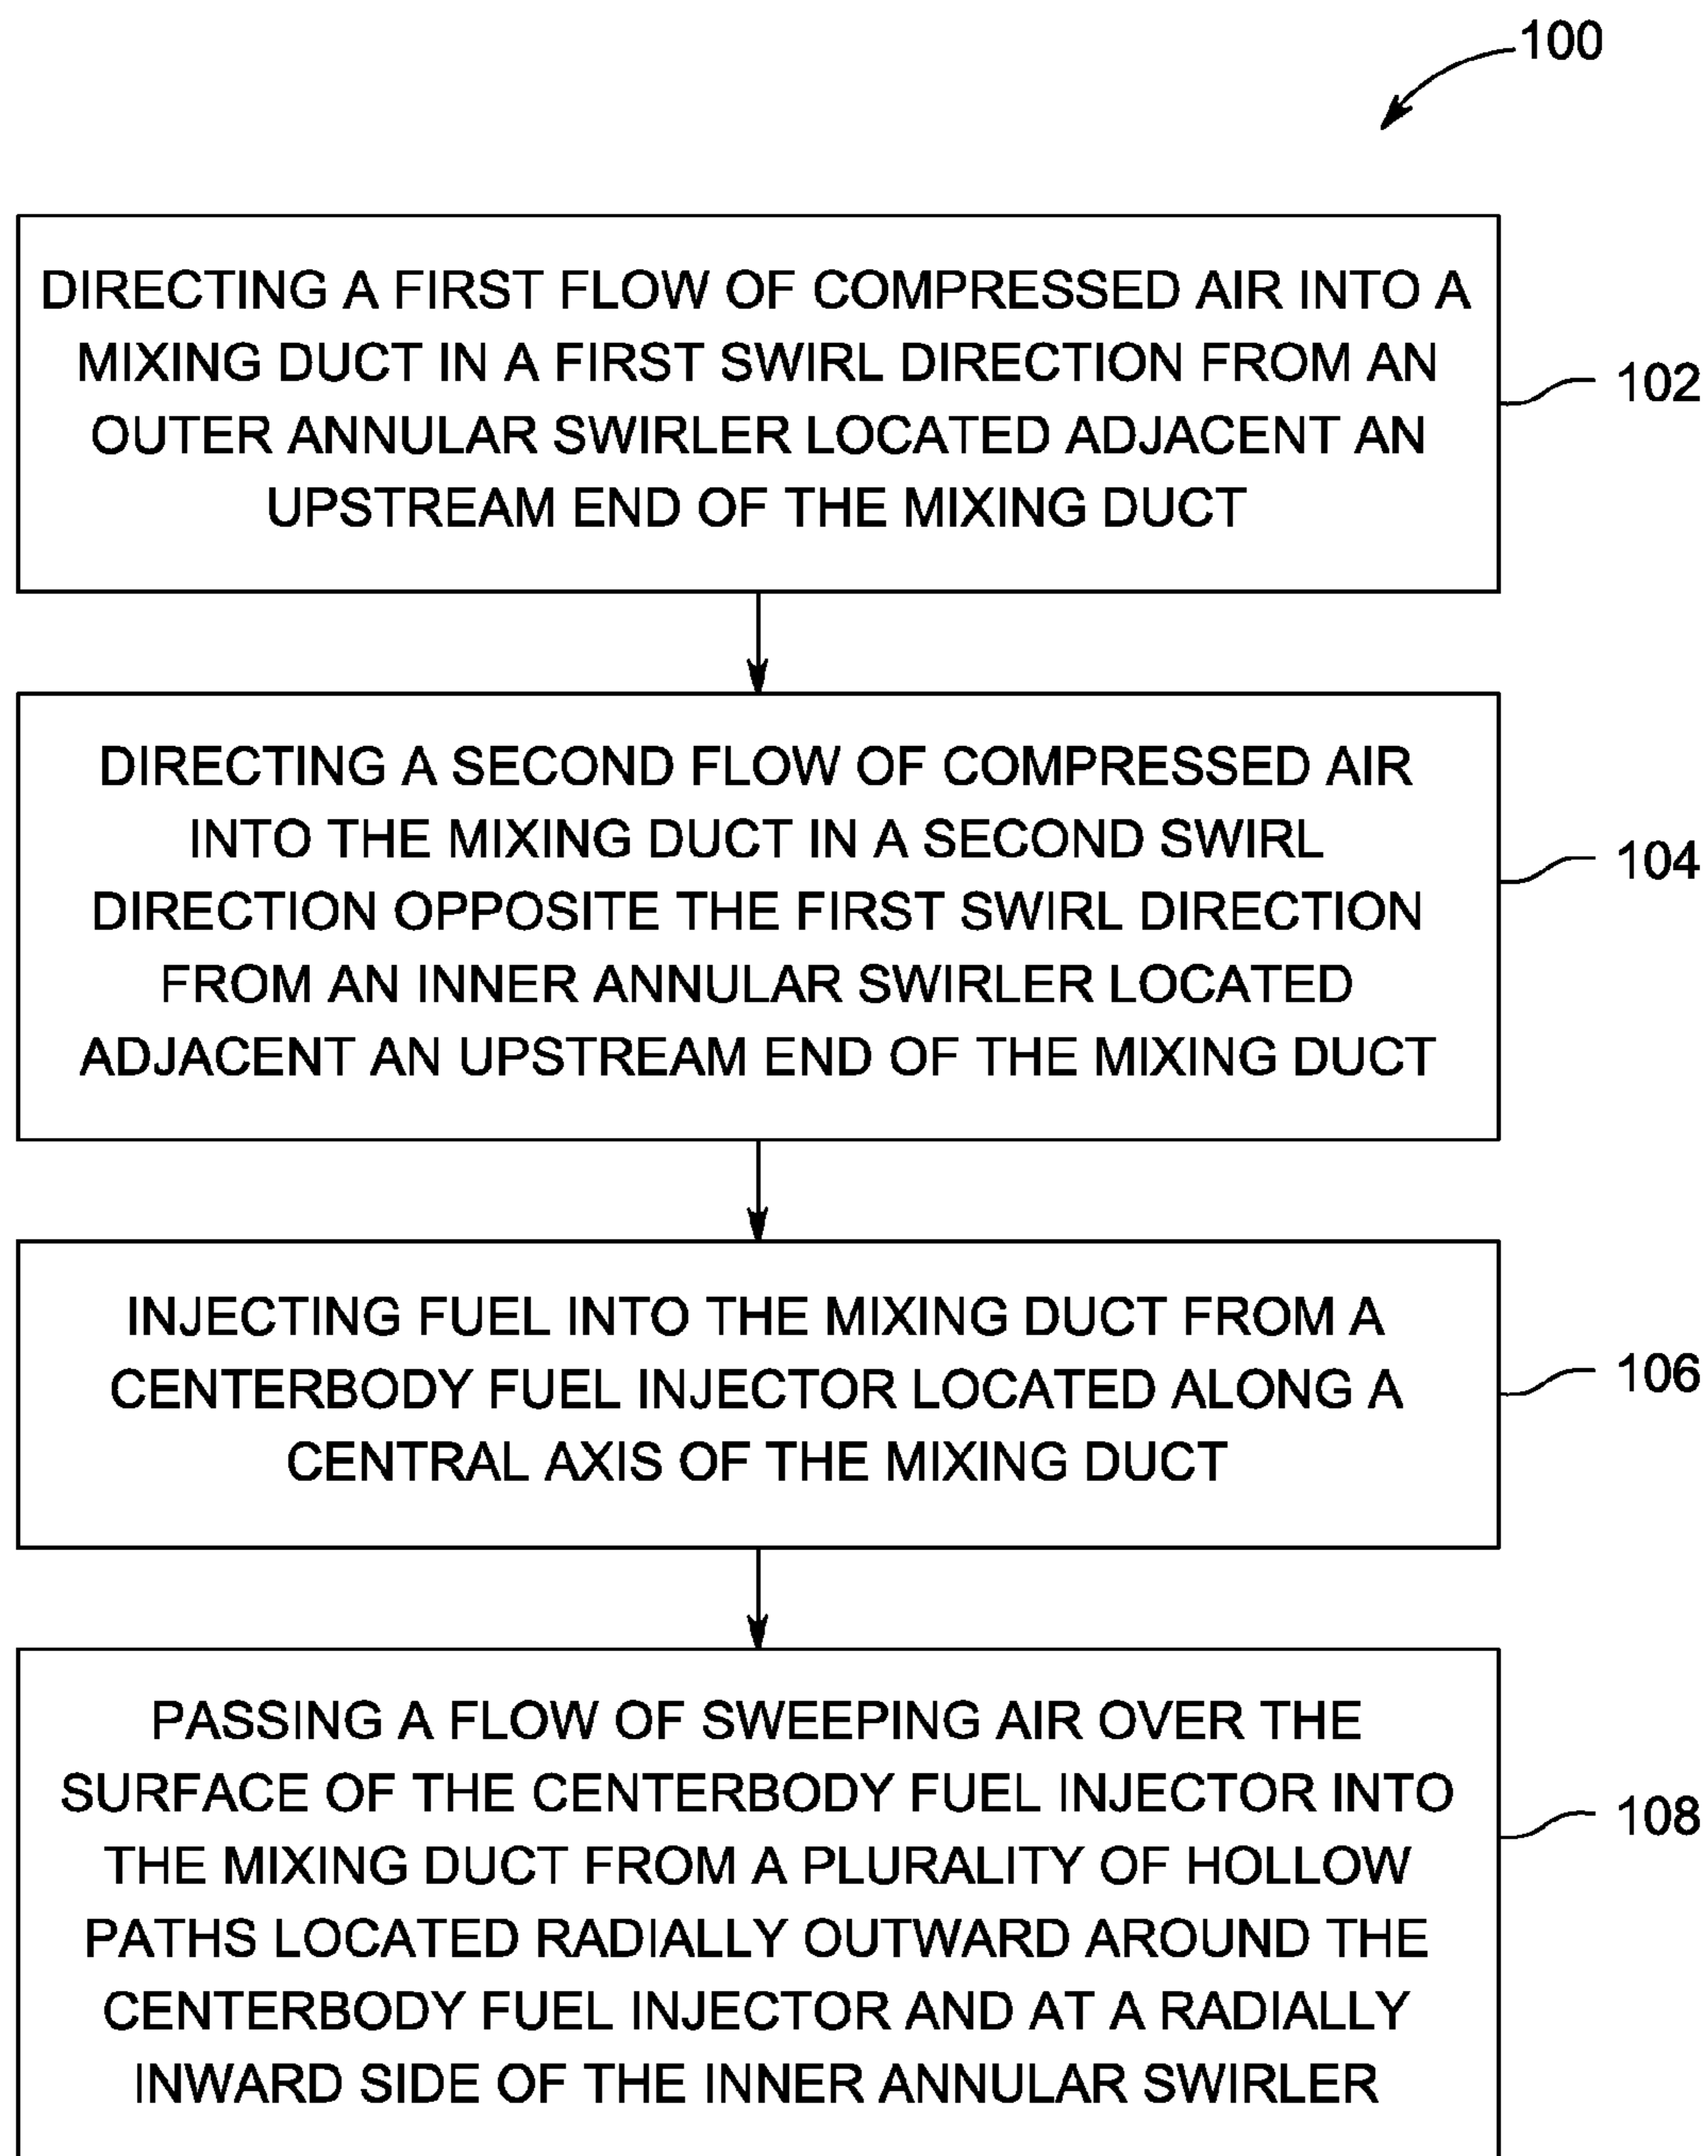 100
DIRECTING A FIRST FLOW OF COMPRESSED AIR INTO A
MIXING DUCT IN A FIRST SWIRL DIRECTION FROM AN
OUTER ANNULAR SWIRLER LOCATED ADJACENT AN
UPSTREAM END OF THE MIXING DUCT
102
DIRECTING A SECOND FLOW OF COMPRESSED AIR
INTO THE MIXING DUCT IN A SECOND SWIRL
DIRECTION OPPOSITE THE FIRST SWIRL DIRECTION
FROM AN INNER ANNULAR SWIRLER LOCATED
ADJACENT AN UPSTREAM END OF THE MIXING DUCT
104
INJECTING FUEL INTO THE MIXING DUCT FROM A
CENTERBODY FUEL INJECTOR LOCATED ALONG A
CENTRAL AXIS OF THE MIXING DUCT
106
PASSING A FLOW OF SWEEPING AIR OVER THE
SURFACE OF THE CENTERBODY FUEL INJECTOR INTO
THE MIXING DUCT FROM A PLURALITY OF HOLLOW
PATHS LOCATED RADIALLY OUTWARD AROUND THE
CENTERBODY FUEL INJECTOR AND AT A RADIALLY
INWARD SIDE OF THE INNER ANNULAR SWIRLER
108